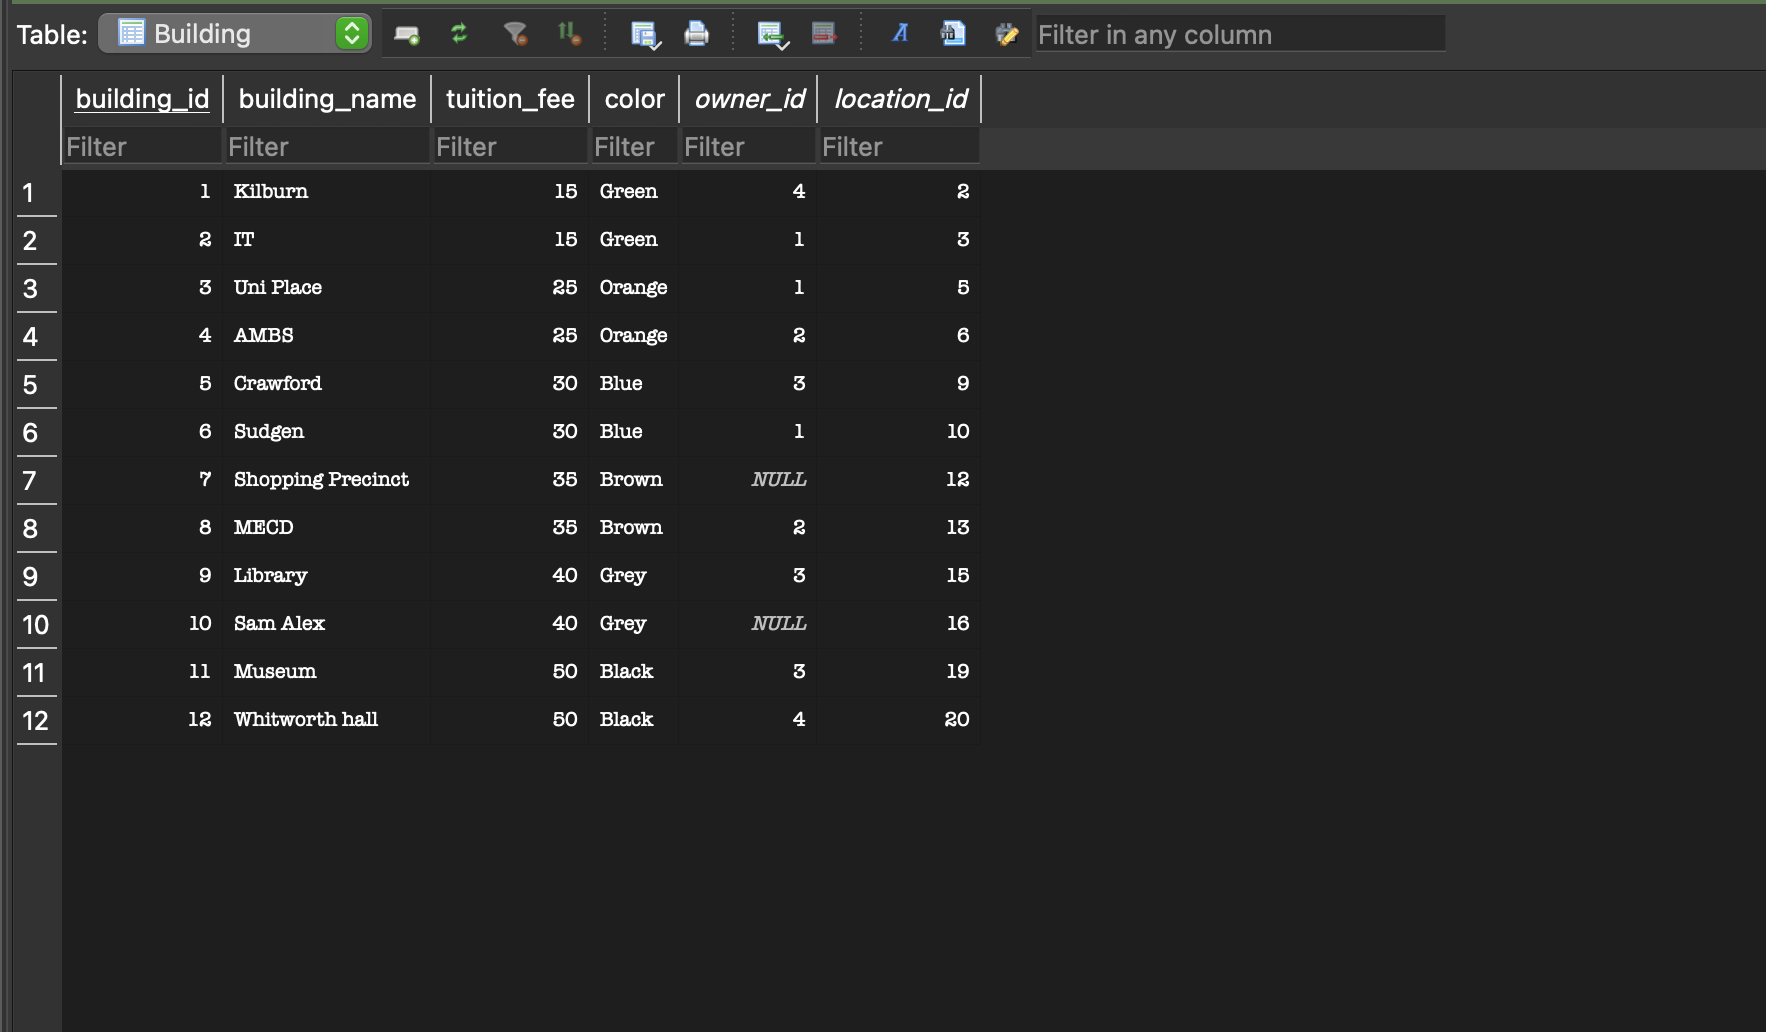 Table: Building Filter in any column
building_id building_name tuition_fee color owner_id location_id
Filter Filter Filter Filter Filter Filter
1 1 Kilburn 15 Green 4 2
2 2 IT 15 Green 1 3
3 3 Uni Place 25 Orange 1 5
4 4 AMBS 25 Orange 2 6
5 5 Crawford 30 Blue 3 9
6 6 Sudgen 30 Blue 1 10
7 7 Shopping Precinct 35 Brown NULL 12
8 8 MECD 35 Brown 2 13
9 9 Library 40 Grey 3 15
10 10 Sam Alex 40 Grey NULL 16
11 11 Museum 50 Black 3 19
12 12 Whitworth hall 50 Black 4 20